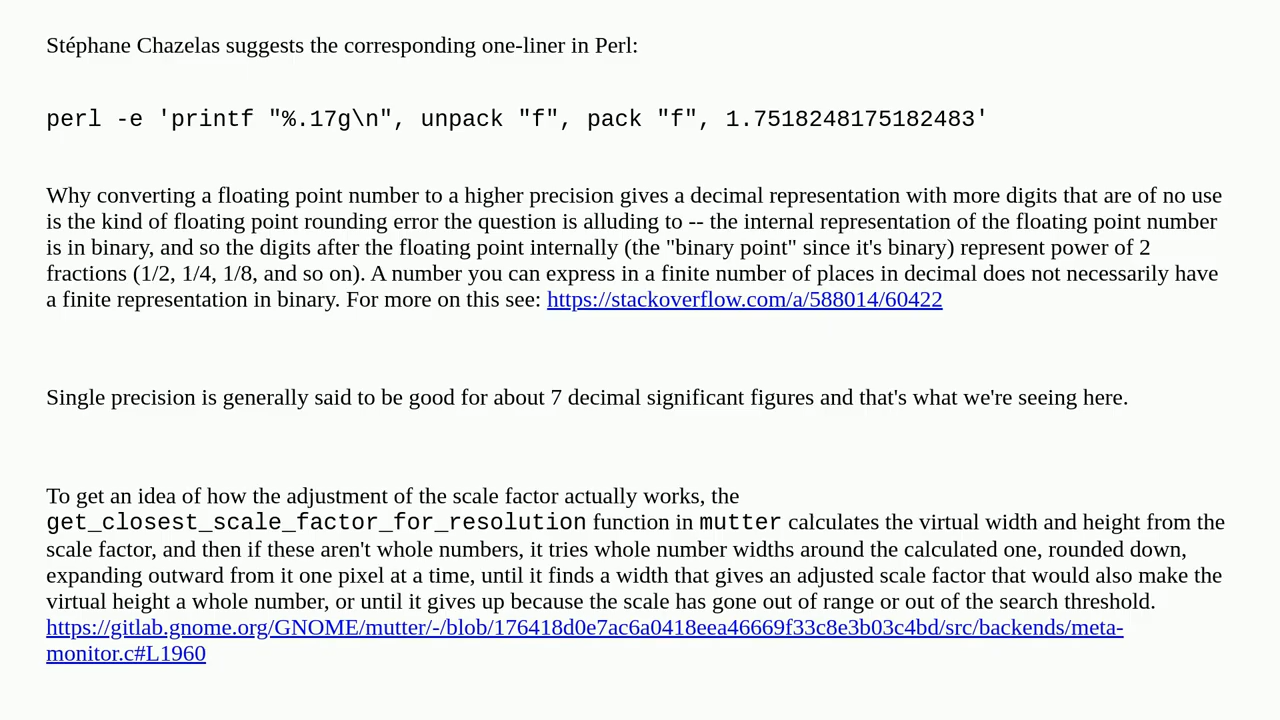 Stéphane Chazelas suggests the corresponding one-liner in Perl:
perl -e 'printf "%.17g\n", unpack "f", pack "f", 1.7518248175182483'
Why converting a floating point number to a higher precision gives a decimal representation with more digits that are of no use
is the kind of floating point rounding error the question is alluding to -- the internal representation of the floating point number
is in binary, and so the digits after the floating point internally (the "binary point" since it's binary) represent power of 2
fractions (1/2, 1/4, 1/8, and so on). A number you can express in a finite number of places in decimal does not necessarily have
a finite representation in binary. For more on this see: https://stackoverflow.com/a/588014/60422
Single precision is generally said to be good for about 7 decimal significant figures and that's what we're seeing here.
To get an idea of how the adjustment of the scale factor actually works, the
get_closest_scale_factor_for_resolution function in mutter calculates the virtual width and height from the
scale factor, and then if these aren't whole numbers, it tries whole number widths around the calculated one, rounded down,
expanding outward from it one pixel at a time, until it finds a width that gives an adjusted scale factor that would also make the
virtual height a whole number, or until it gives up because the scale has gone out of range or out of the search threshold.
https://gitlab.gnome.org/GNOME/mutter/-/blob/176418d0e7ac6a0418eea46669f33c8e3b03c4bd/src/backends/meta-
monitor.c#L1960